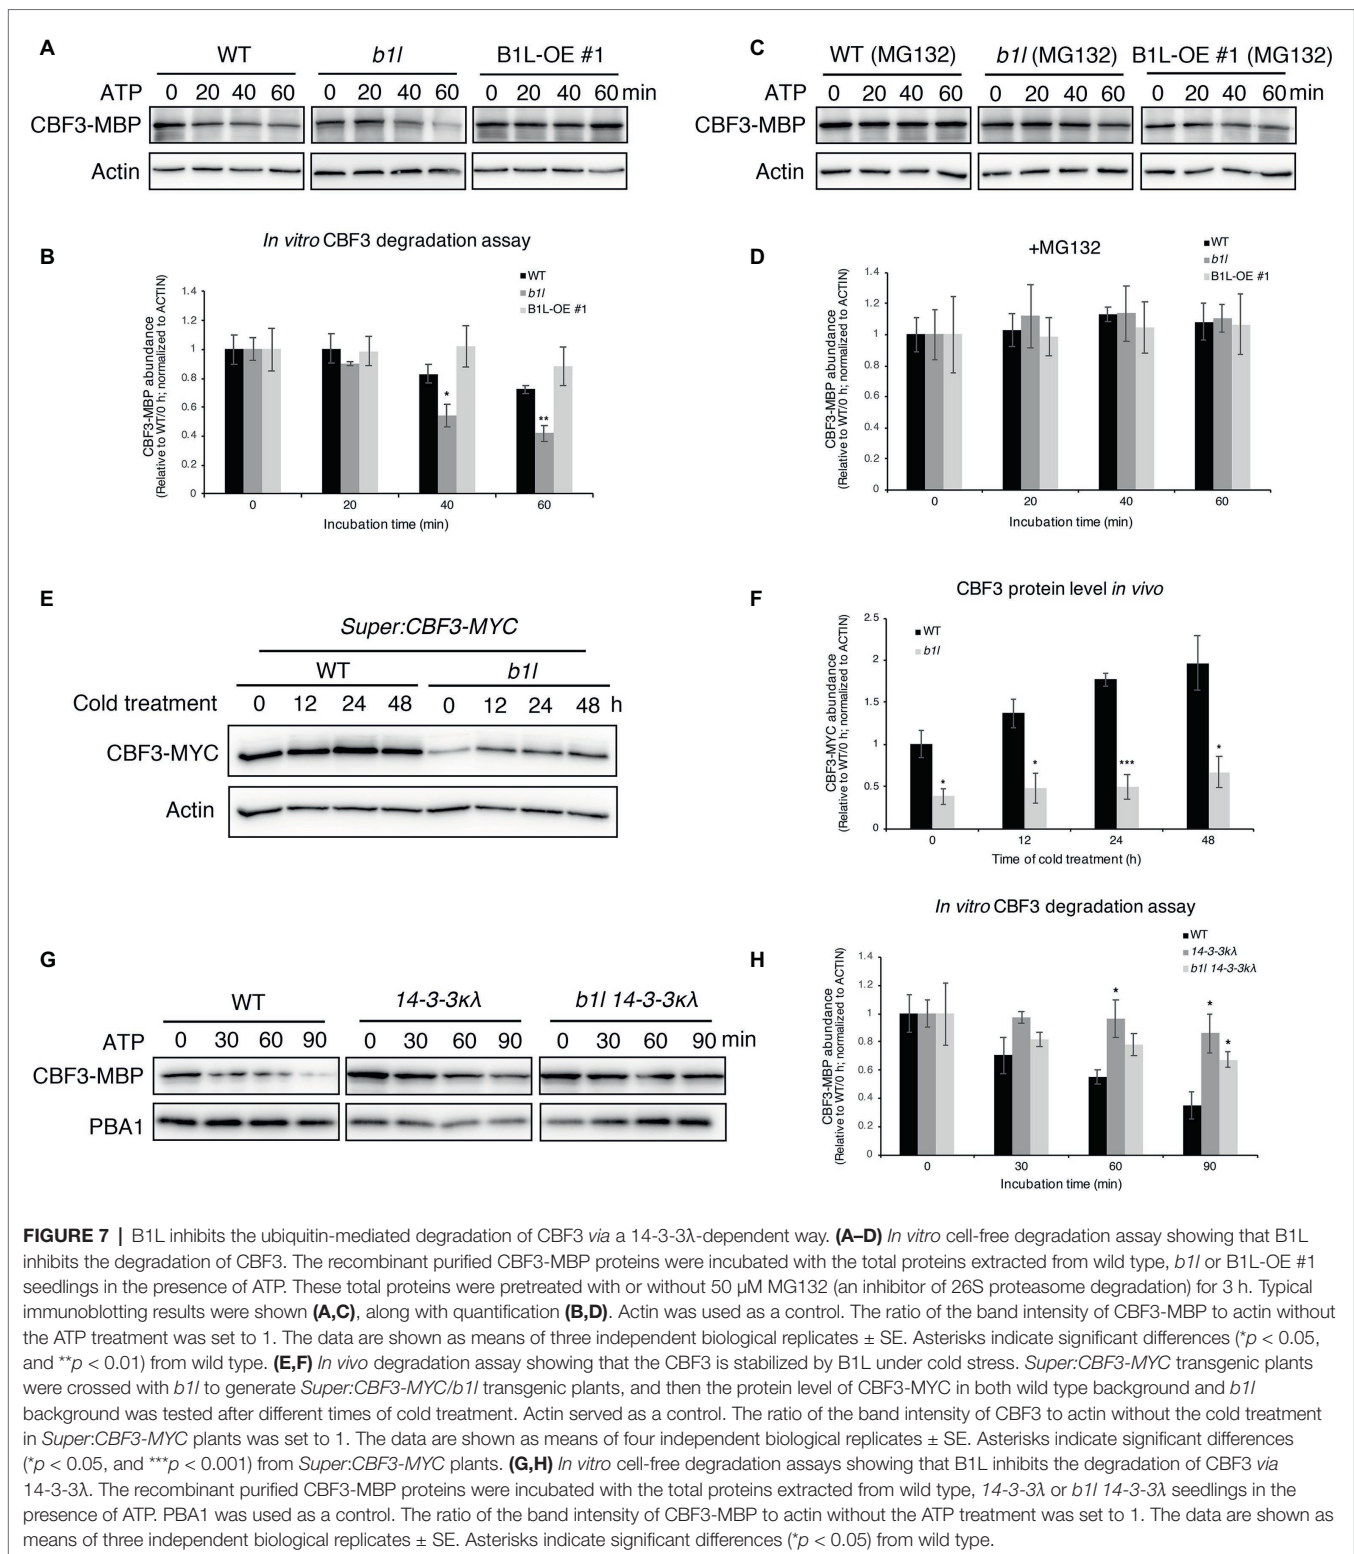 A
WT b1l B1L-OE #1
ATP 0 20 40 60 0 20 40 60 0 20 40 60 min
CBF3-MBP
Actin
C
WT (MG132) b1l (MG132) B1L-OE #1 (MG132)
ATP 0 20 40 60 0 20 40 60 0 20 40 60 min
CBF3-MBP
Actin
B
In vitro CBF3 degradation assay
CBF3-MBP abundance
(Relative to WT/0 h; normalized to ACTIN)
WT
b1l
B1L-OE #1
1.4
1.2
1
0.8
0.6
0.4
0.2
0
* **
0 20 40 60
Incubation time (min)
D
+MG132
CBF3-MBP abundance
(Relative to WT/0 h; normalized to ACTIN)
WT
b1l
B1L-OE #1
1.4
1.2
1
0.8
0.6
0.4
0.2
0
0 20 40 60
Incubation time (min)
E
Super:CBF3-MYC
WT b1l
Cold treatment 0 12 24 48 0 12 24 48 h
CBF3-MYC
Actin
F
CBF3 protein level in vivo
CBF3-MYC abundance
(Relative to WT/0 h; normalized to ACTIN)
WT
b1l
2.5
2
1.5
1
0.5
0
* * *** *
0 12 24 48
Time of cold treatment (h)
G
WT 14-3-3κλ b1l 14-3-3κλ
ATP 0 30 60 90 0 30 60 90 0 30 60 90 min
CBF3-MBP
PBA1
H
In vitro CBF3 degradation assay
CBF3-MBP abundance
(Relative to WT/0 h; normalized to ACTIN)
WT
14-3-3kλ
b1l 14-3-3kλ
1.4
1.2
1
0.8
0.6
0.4
0.2
0
* * *
0 30 60 90
Incubation time (min)
FIGURE 7 | B1L inhibits the ubiquitin-mediated degradation of CBF3 via a 14-3-3λ-dependent way. (A–D) In vitro cell-free degradation assay showing that B1L
inhibits the degradation of CBF3. The recombinant purified CBF3-MBP proteins were incubated with the total proteins extracted from wild type, b1l or B1L-OE #1
seedlings in the presence of ATP. These total proteins were pretreated with or without 50 μM MG132 (an inhibitor of 26S proteasome degradation) for 3 h. Typical
immunoblotting results were shown (A,C), along with quantification (B,D). Actin was used as a control. The ratio of the band intensity of CBF3-MBP to actin without
the ATP treatment was set to 1. The data are shown as means of three independent biological replicates ± SE. Asterisks indicate significant differences (*p < 0.05,
and **p < 0.01) from wild type. (E,F) In vivo degradation assay showing that the CBF3 is stabilized by B1L under cold stress. Super:CBF3-MYC transgenic plants
were crossed with b1l to generate Super:CBF3-MYC/b1l transgenic plants, and then the protein level of CBF3-MYC in both wild type background and b1l
background was tested after different times of cold treatment. Actin served as a control. The ratio of the band intensity of CBF3 to actin without the cold treatment
in Super:CBF3-MYC plants was set to 1. The data are shown as means of four independent biological replicates ± SE. Asterisks indicate significant differences
(*p < 0.05, and ***p < 0.001) from Super:CBF3-MYC plants. (G,H) In vitro cell-free degradation assays showing that B1L inhibits the degradation of CBF3 via
14-3-3λ. The recombinant purified CBF3-MBP proteins were incubated with the total proteins extracted from wild type, 14-3-3λ or b1l 14-3-3λ seedlings in the
presence of ATP. PBA1 was used as a control. The ratio of the band intensity of CBF3-MBP to actin without the ATP treatment was set to 1. The data are shown as
means of three independent biological replicates ± SE. Asterisks indicate significant differences (*p < 0.05) from wild type.